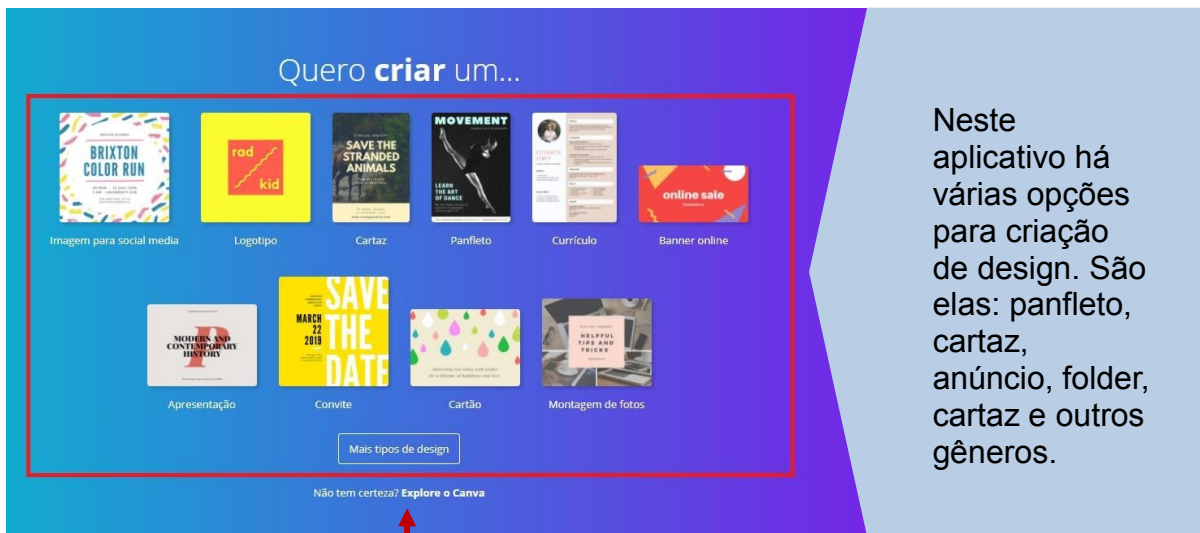 Quero criar um...
BRIXTON
COLOR RUN
rad
kid
SAVE THE
STRANDED
ANIMALS
MOVEMENT
LEARN
THE ART
OF DANCE
online sale
Imagem para social media
Logotipo
Cartaz
Panfleto
Currículo
Banner online
MODERN AND
CONTEMPORARY
HISTORY
MARCH
22
2019
SAVE
THE
DATE
HELPFUL
TIPS AND
TRICKS
Apresentação
Convite
Cartão
Montagem de fotos
Mais tipos de design
Não tem certeza? Explore o Canva
Neste
aplicativo há
várias opções
para criação
de design. São
elas: panfleto,
cartaz,
anúncio, folder,
cartaz e outros
gêneros.